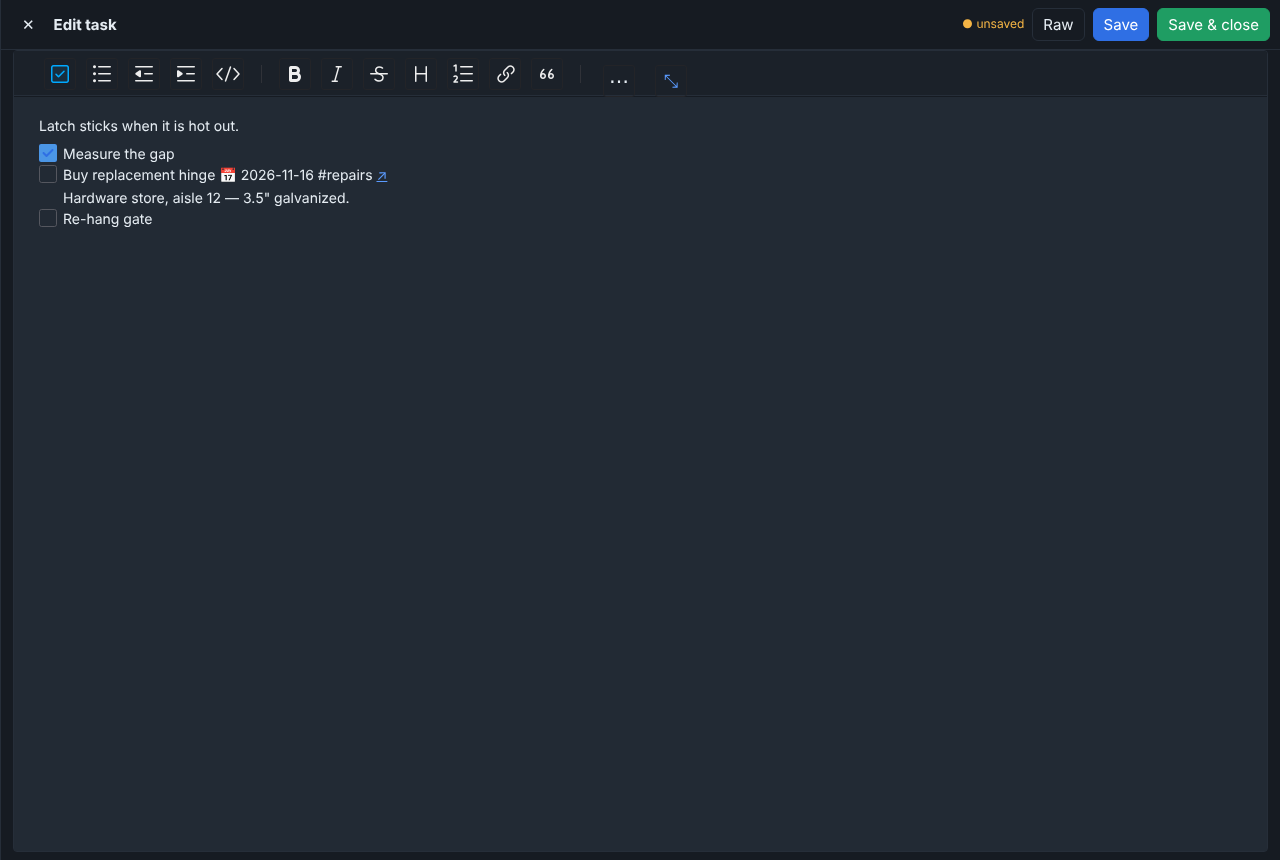 ✕ Edit task
unsaved Raw Save Save & close
</> B I S H 66 ...
Latch sticks when it is hot out.
Measure the gap
Buy replacement hinge 📅 2026-11-16 #repairs ↗
Hardware store, aisle 12 — 3.5" galvanized.
Re-hang gate